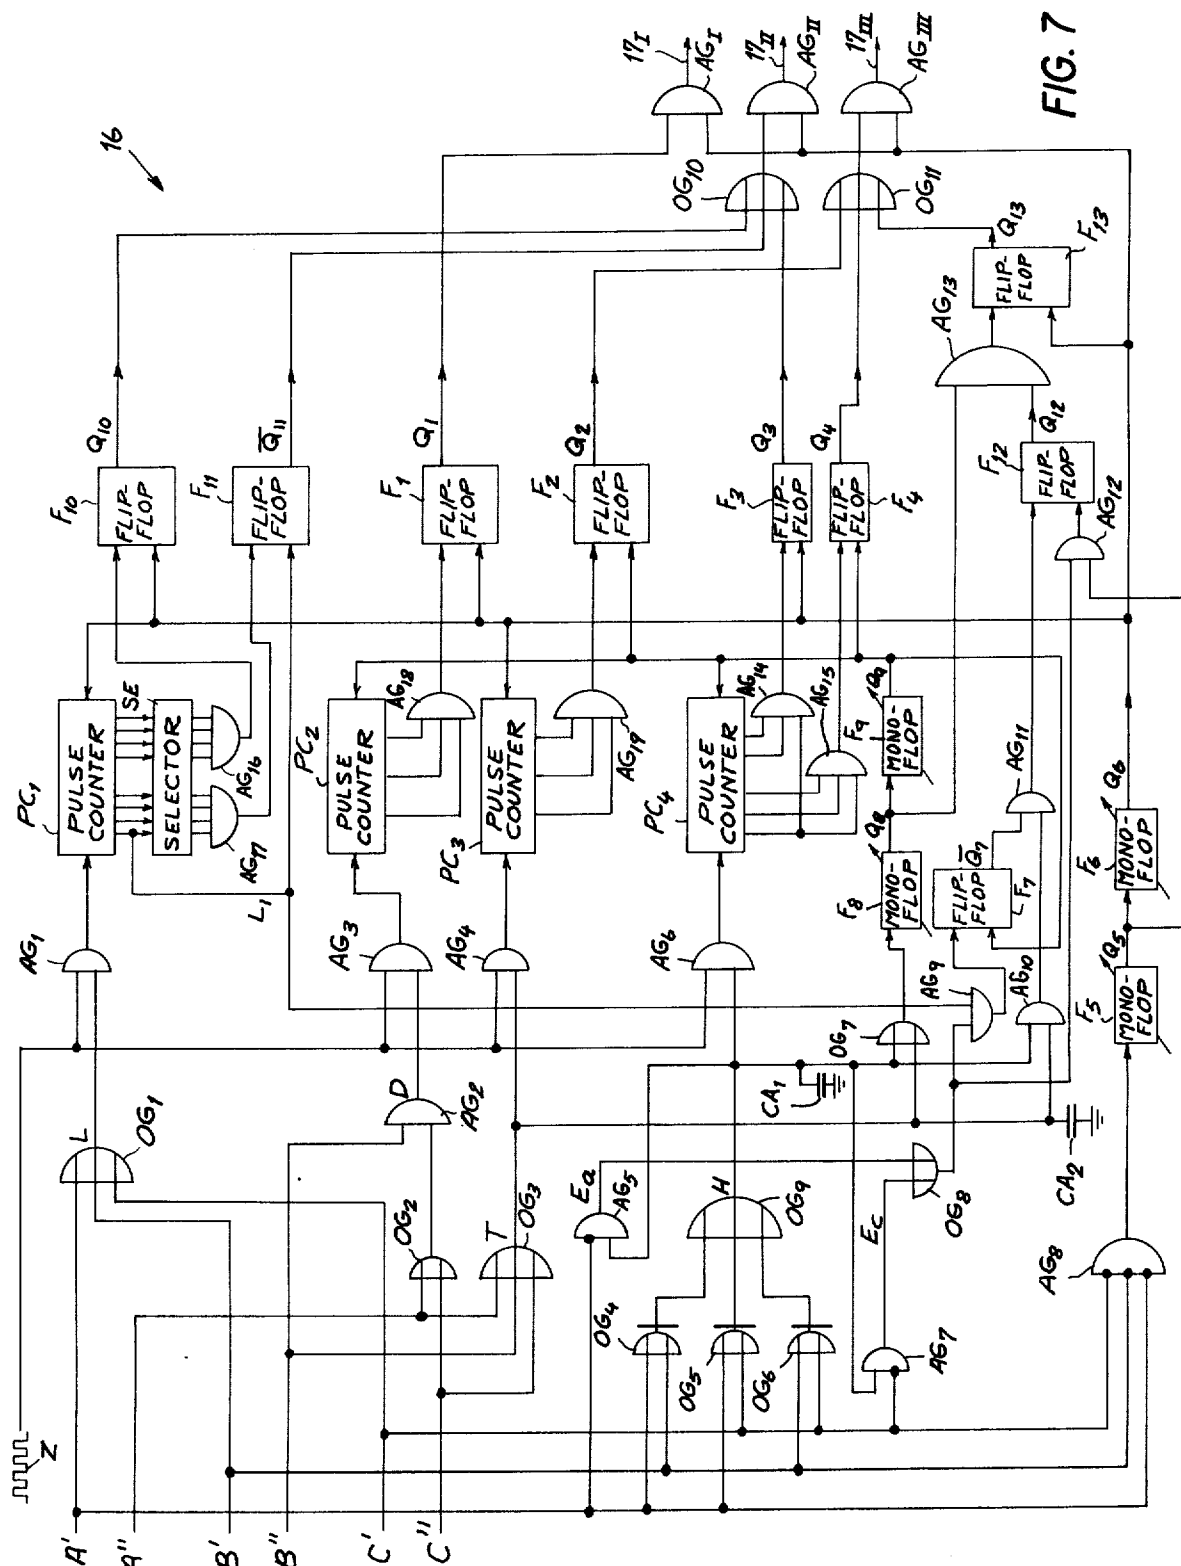 16
FIG. 7
17I
AGI
17II
AGII
17III
AGIII
OG10
OG11
Q10
F10
FLIP-FLOP
Q̅11
F11
FLIP-FLOP
Q1
F1
FLIP-FLOP
Q2
F2
FLIP-FLOP
Q3
F3
FLIP-FLOP
Q4
F4
FLIP-FLOP
AG13
Q13
F13
FLIP-FLOP
Q12
F12
FLIP-FLOP
AG12
PC1
PULSE COUNTER
SE
SELECTOR
AG16
AG17
L1
PC2
PULSE COUNTER
AG18
PC3
PULSE COUNTER
AG19
PC4
PULSE COUNTER
AG14
AG15
Q9
F9
MONO-FLOP
Q8
F8
MONO-FLOP
AG11
Q̅7
F7
FLIP-FLOP
Q6
F6
MONO-FLOP
Q5
F5
MONO-FLOP
AG1
AG3
AG4
AG6
AG9
AG10
OG7
CA1
CA2
L
OG1
D
AG2
OG2
T
OG3
Ea
AG5
H
OG9
OG8
Ec
OG4
OG5
OG6
AG7
AG8
Z
A'
A"
B'
B"
C'
C"